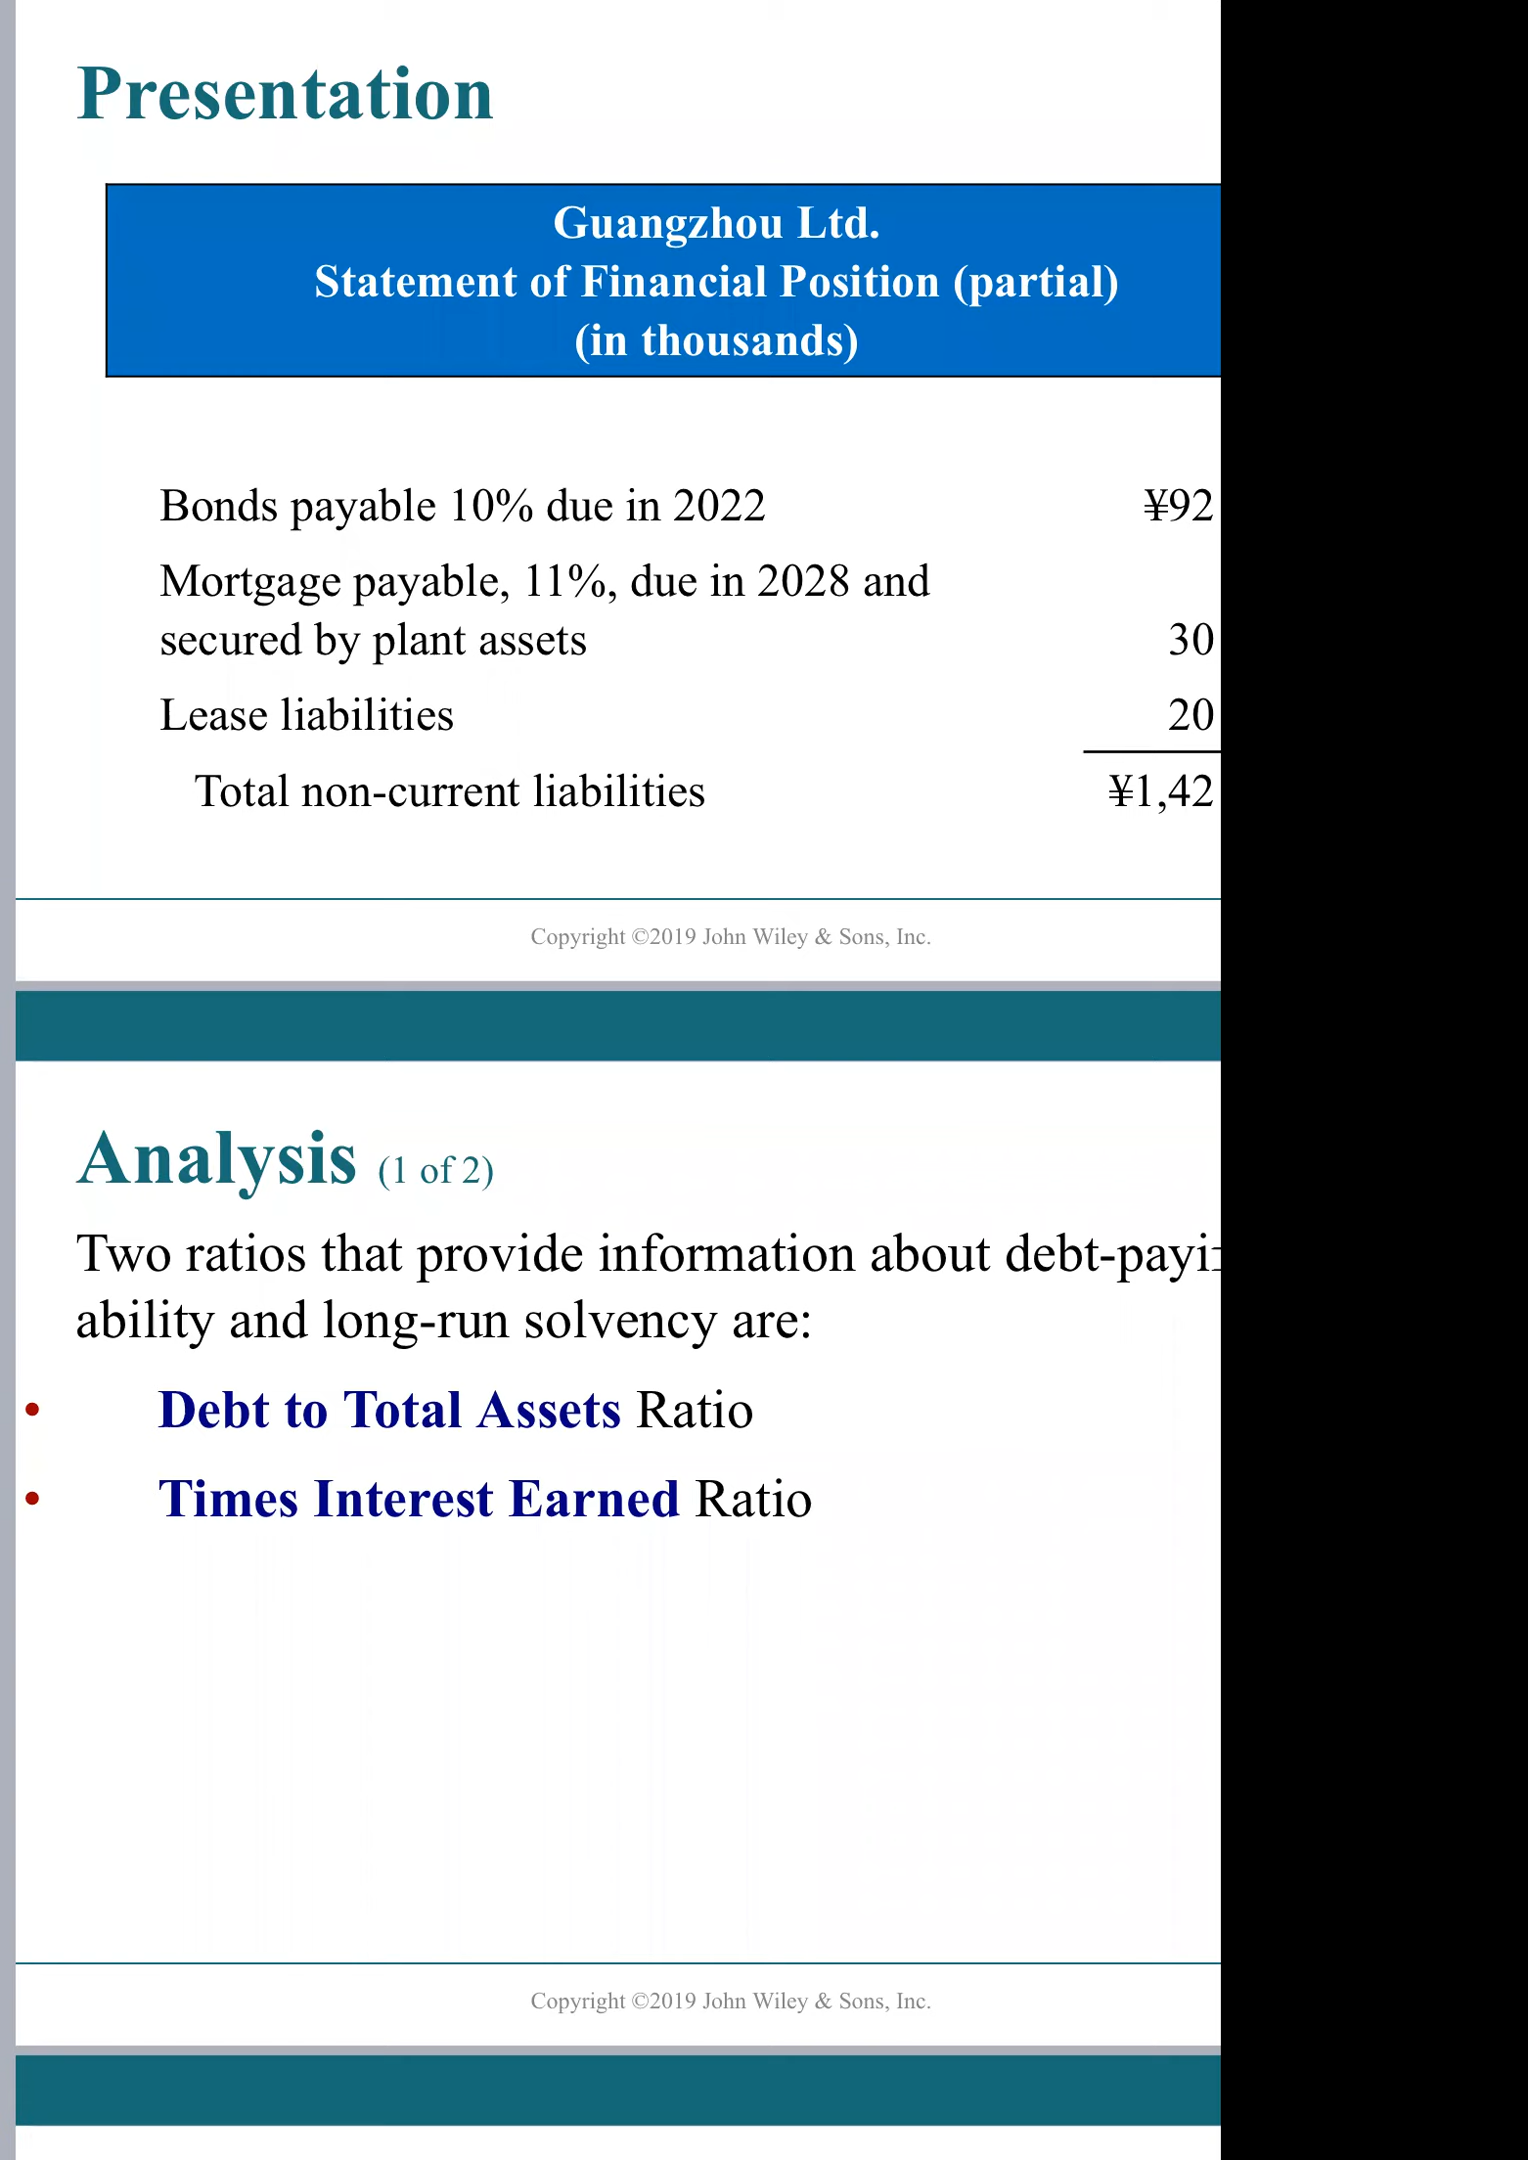 Presentation
Guangzhou Ltd.
Statement of Financial Position (partial)
(in thousands)
Bonds payable 10% due in 2022 ¥92
Mortgage payable, 11%, due in 2028 and
secured by plant assets 30
Lease liabilities 20
Total non-current liabilities ¥1,42
Copyright ©2019 John Wiley & Sons, Inc.
Analysis (1 of 2)
Two ratios that provide information about debt-payi
ability and long-run solvency are:
• Debt to Total Assets Ratio
• Times Interest Earned Ratio
Copyright ©2019 John Wiley & Sons, Inc.